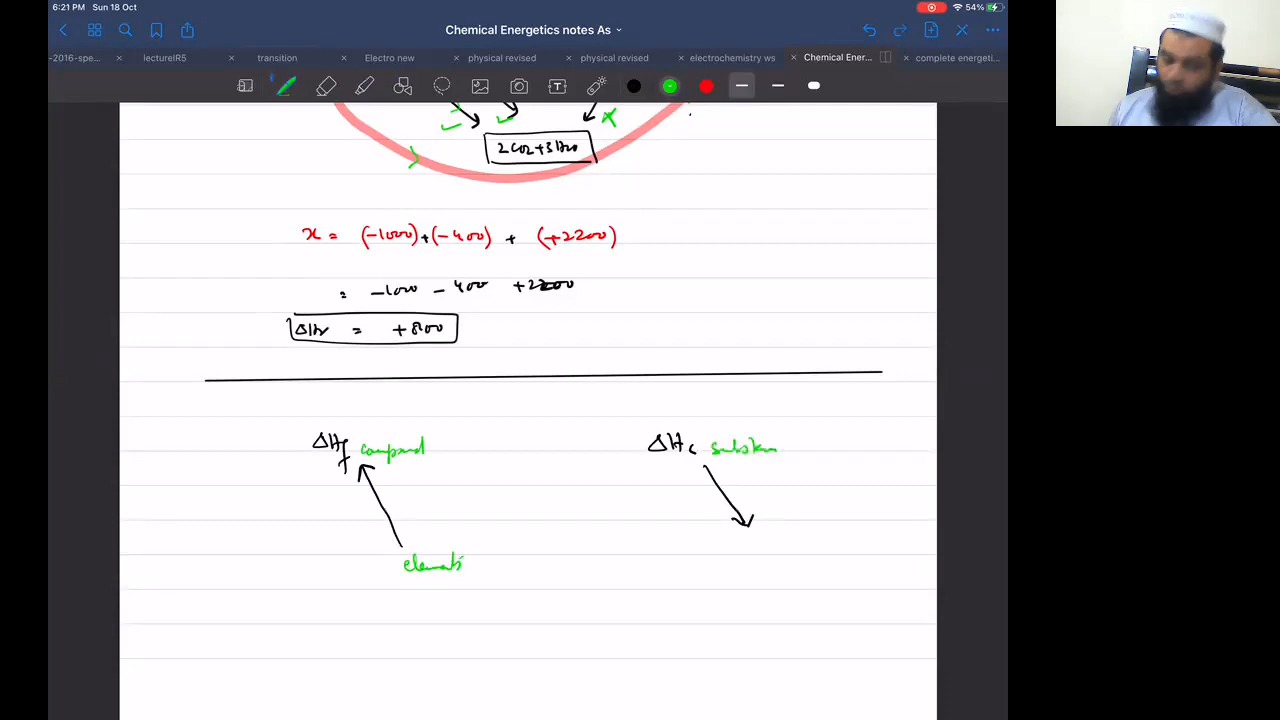 6:21 PM Sun 18 Oct
54%
Chemical Energetics notes As
-2016-spe...
lectureIR5
transition
Electro new
physical revised
physical revised
electrochemistry ws
Chemical Ener...
complete energeti...
T
2CO2+3H2O
x = (-1000)+(-400) + (+2200)
= -1000 - 400 +2200
ΔHr = +800
ΔHf compound
ΔHc
elements